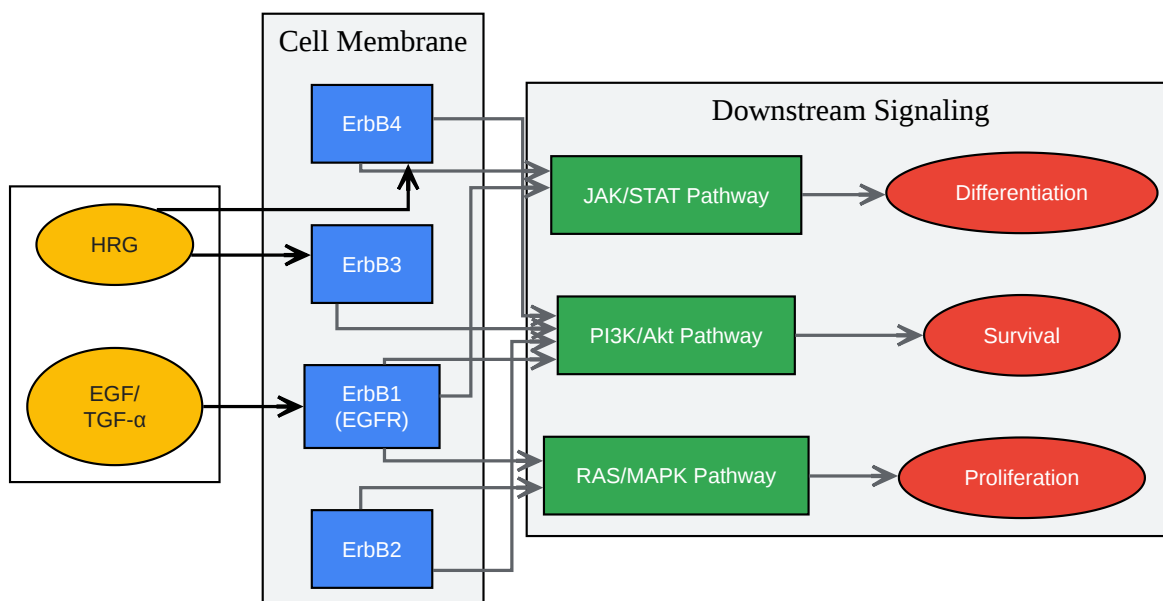 Cell Membrane
Downstream Signaling
HRG
EGF/
TGF-α
ErbB4
ErbB3
ErbB1
(EGFR)
ErbB2
JAK/STAT Pathway
PI3K/Akt Pathway
RAS/MAPK Pathway
Differentiation
Survival
Proliferation